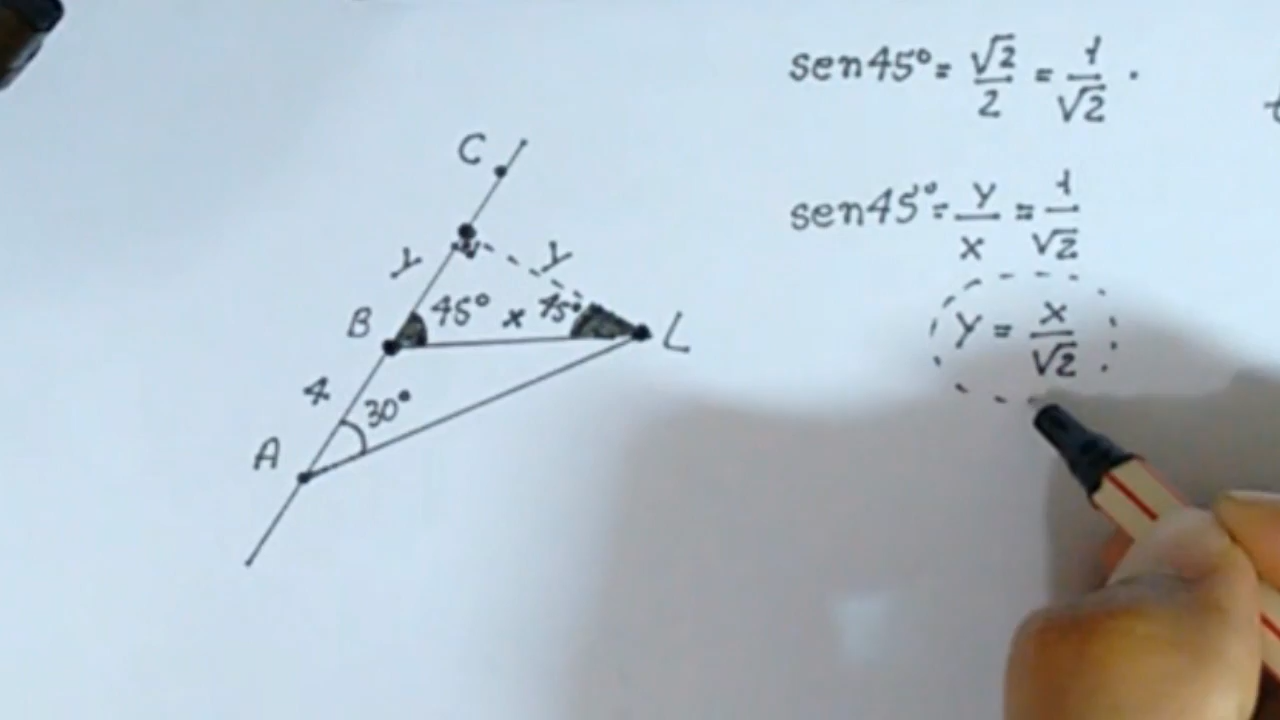 sen45°= √2/2 = 1/√2 .
sen45°= y/x = 1/√2
y = x/√2 .
C
y
y
B
45°
x
45°
L
4
30°
A